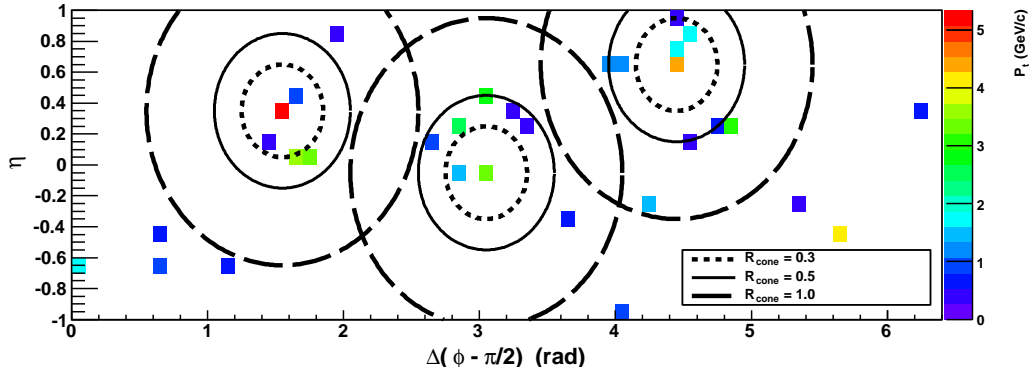 η
1
0.8
0.6
0.4
0.2
0
-0.2
-0.4
-0.6
-0.8
-1
0 1 2 3 4 5 6
Δ( φ - π/2) (rad)
R_cone = 0.3
R_cone = 0.5
R_cone = 1.0
P_t (GeV/c)
5
4
3
2
1
0